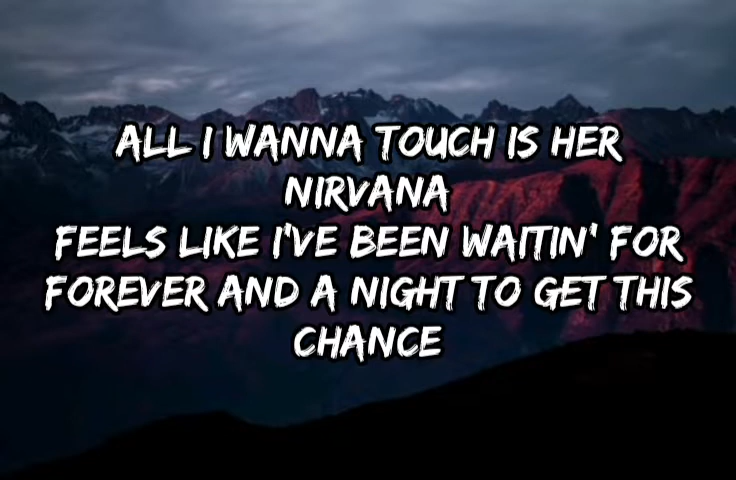 ALL I WANNA TOUCH IS HER
NIRVANA
FEELS LIKE I'VE BEEN WAITIN' FOR
FOREVER AND A NIGHT TO GET THIS
CHANCE